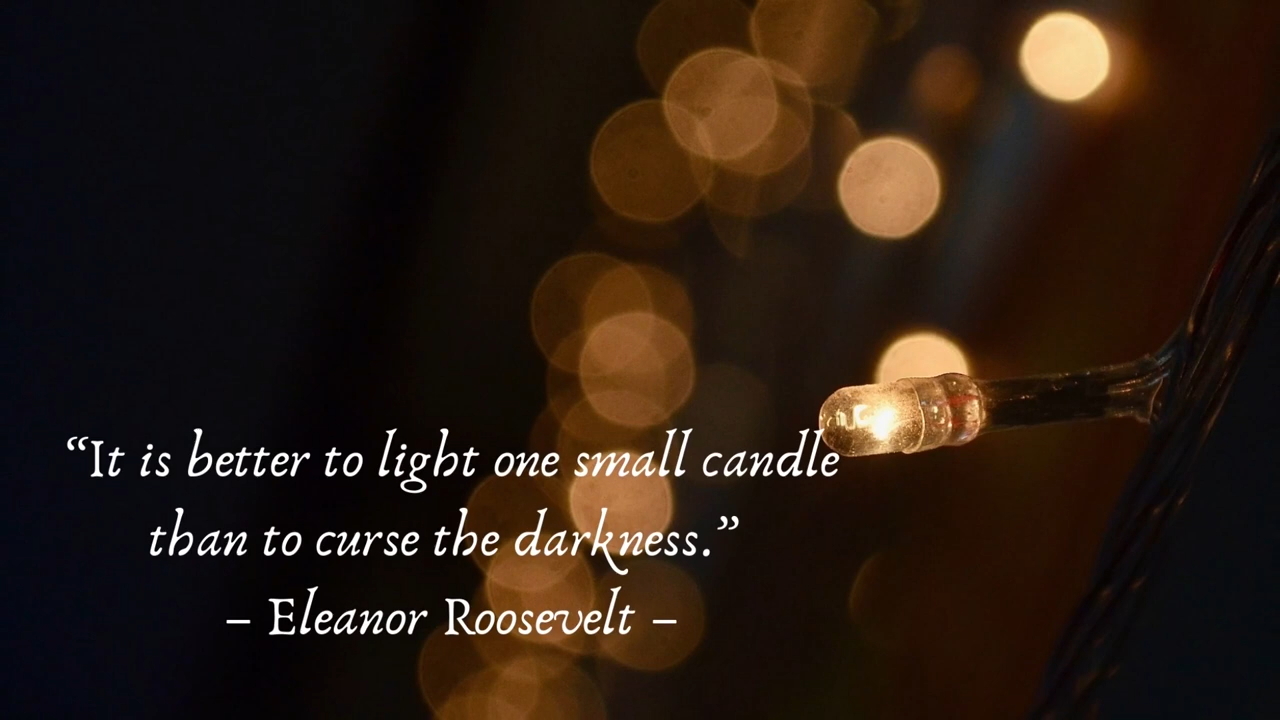 “It is better to light one small candle
than to curse the darkness.”
– Eleanor Roosevelt –